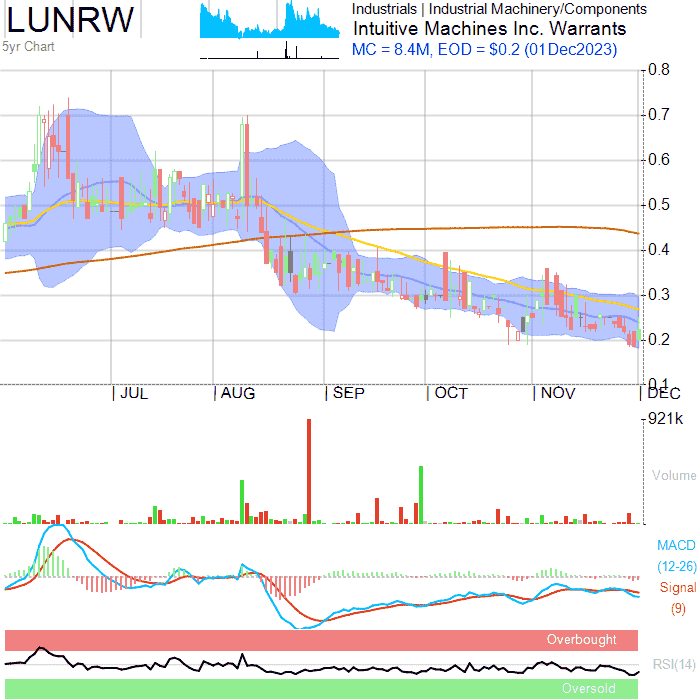 LUNRW
5yr Chart
Industrials | Industrial Machinery/Components
Intuitive Machines Inc. Warrants
MC = 8.4M, EOD = $0.2 (01Dec2023)
0.8
0.7
0.6
0.5
0.4
0.3
0.2
0.1
JUL AUG SEP OCT NOV DEC
921k
Volume
MACD
(12-26)
Signal
(9)
Overbought
RSI(14)
Oversold